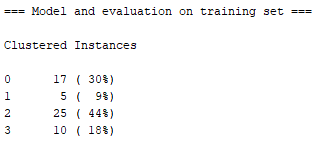 === Model and evaluation on training set ===
Clustered Instances
0 17 ( 30%)
1 5 ( 9%)
2 25 ( 44%)
3 10 ( 18%)